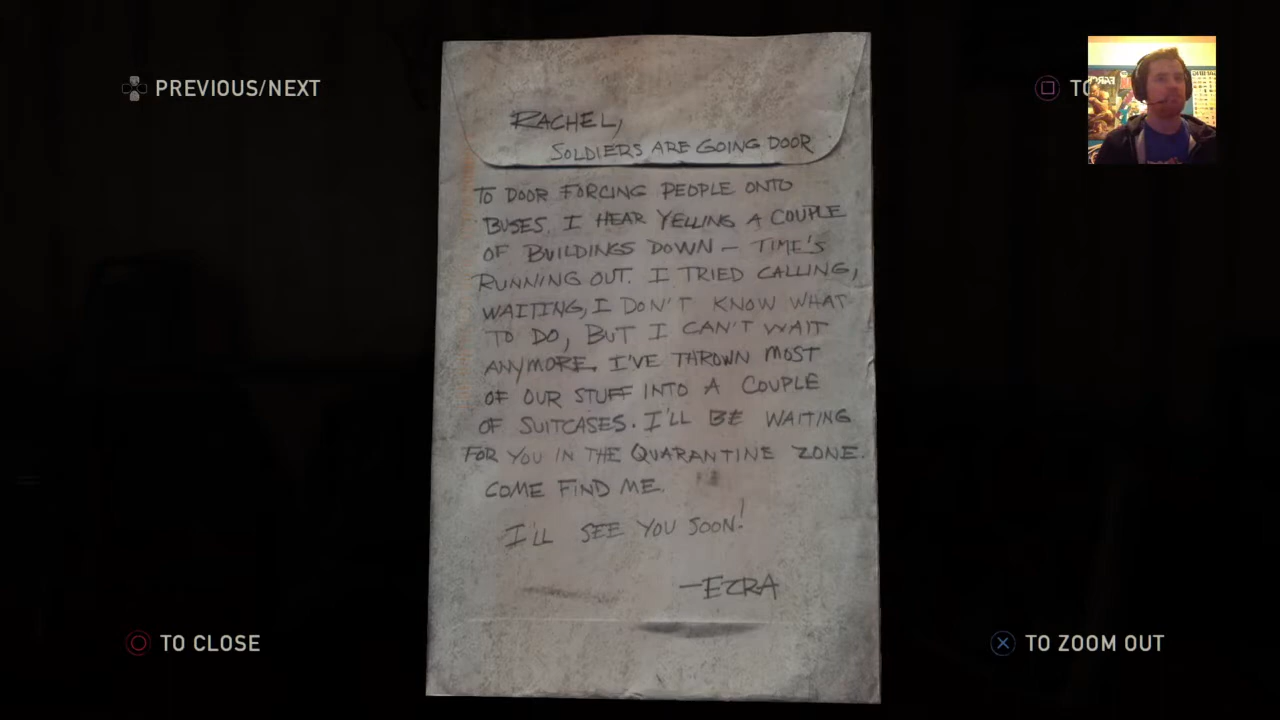 PREVIOUS/NEXT
RACHEL,
SOLDIERS ARE GOING DOOR
TO DOOR FORCING PEOPLE ONTO
BUSES. I HEAR YELLING A COUPLE
OF BUILDINGS DOWN — TIME'S
RUNNING OUT. I TRIED CALLING,
WAITING, I DON'T KNOW WHAT
TO DO, BUT I CAN'T WAIT
ANYMORE. I'VE THROWN MOST
OF OUR STUFF INTO A COUPLE
OF SUITCASES. I'LL BE WAITING
FOR YOU IN THE QUARANTINE ZONE.
COME FIND ME.
I'LL SEE YOU SOON!
—EZRA
TO CLOSE
TO ZOOM OUT